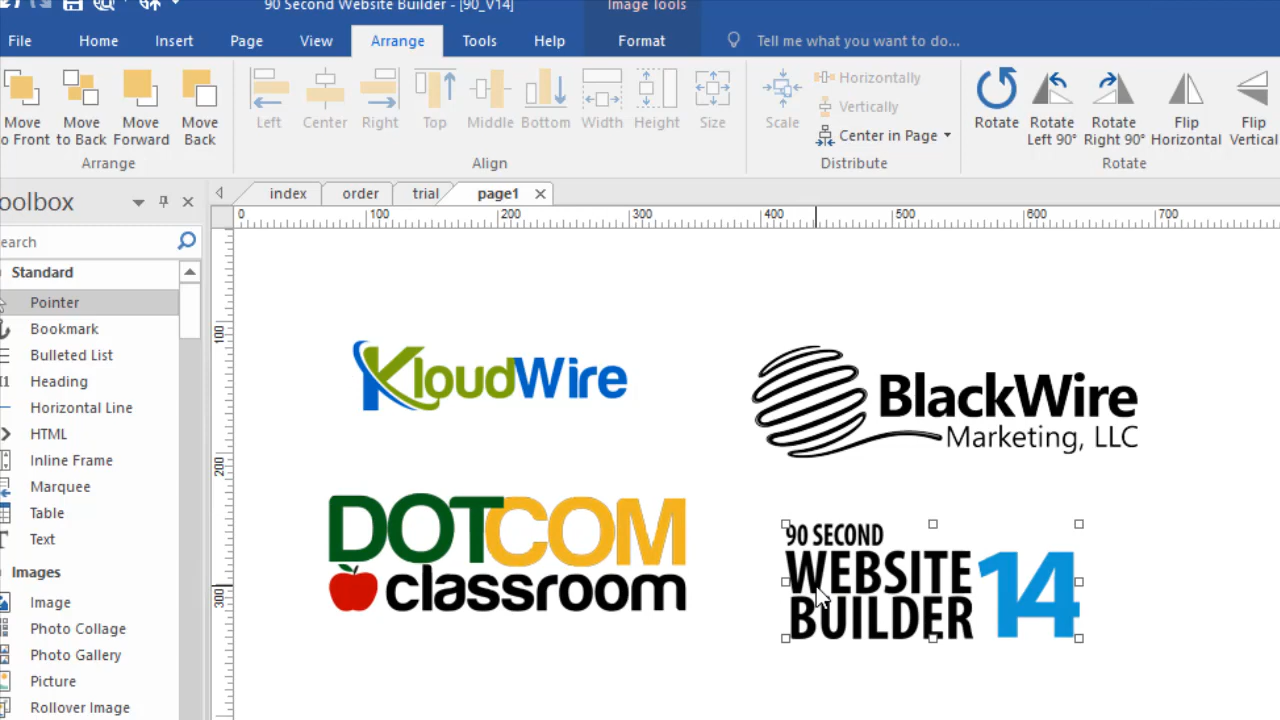 90 Second Website Builder - [90_V14]
Image Tools
File Home Insert Page View Arrange Tools Help Format Tell me what you want to do...
Move Move Move Move Left Center Right Top Middle Bottom Width Height Size Scale Horizontally Vertically Center in Page Rotate Rotate Rotate Flip Flip
o Front to Back Forward Back Left 90° Right 90° Horizontal Vertical
Arrange Align Distribute Rotate
oolbox
index order trial page1
earch
0 100 200 300 400 500 600 700
100
200
300
Standard
Pointer
Bookmark
Bulleted List
H1 Heading
Horizontal Line
HTML
Inline Frame
Marquee
Table
Text
Images
Image
Photo Collage
Photo Gallery
Picture
Rollover Image
KloudWire
BlackWire
Marketing, LLC
DOTCOM
classroom
90 SECOND
WEBSITE
BUILDER 14